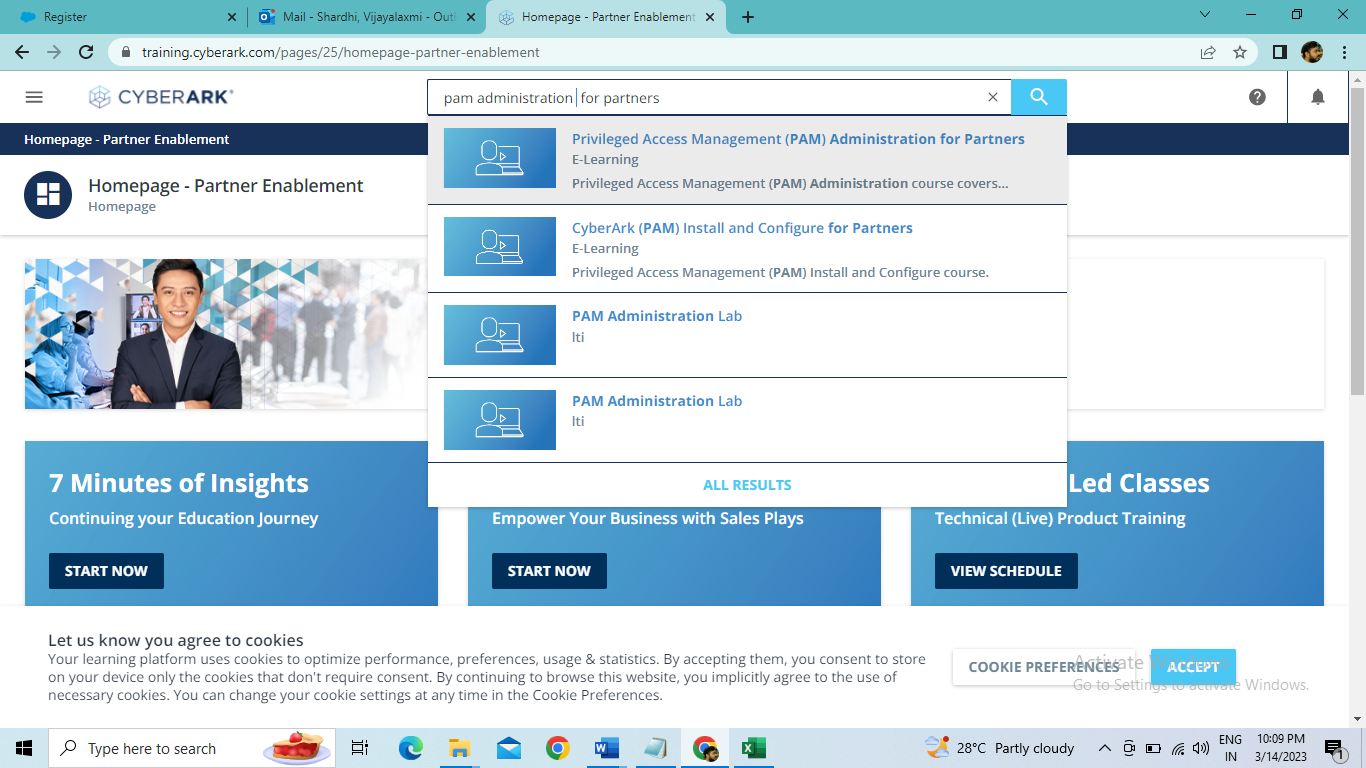 Register
Mail - Shardhi, Vijayalaxmi - Outl
Homepage - Partner Enablement
training.cyberark.com/pages/25/homepage-partner-enablement
CYBERARK®
pam administration for partners
Homepage - Partner Enablement
Homepage - Partner Enablement
Homepage
Privileged Access Management (PAM) Administration for Partners
E-Learning
Privileged Access Management (PAM) Administration course covers...
CyberArk (PAM) Install and Configure for Partners
E-Learning
Privileged Access Management (PAM) Install and Configure course.
PAM Administration Lab
lti
PAM Administration Lab
lti
ALL RESULTS
7 Minutes of Insights
Continuing your Education Journey
START NOW
Empower Your Business with Sales Plays
START NOW
Led Classes
Technical (Live) Product Training
VIEW SCHEDULE
Let us know you agree to cookies
Your learning platform uses cookies to optimize performance, preferences, usage & statistics. By accepting them, you consent to store
on your device only the cookies that don't require consent. By continuing to browse this website, you implicitly agree to the use of
necessary cookies. You can change your cookie settings at any time in the Cookie Preferences.
COOKIE PREFERENCES
ACCEPT
Activate Windows
Go to Settings to activate Windows.
Type here to search
28°C Partly cloudy
ENG
IN
10:09 PM
3/14/2023
1